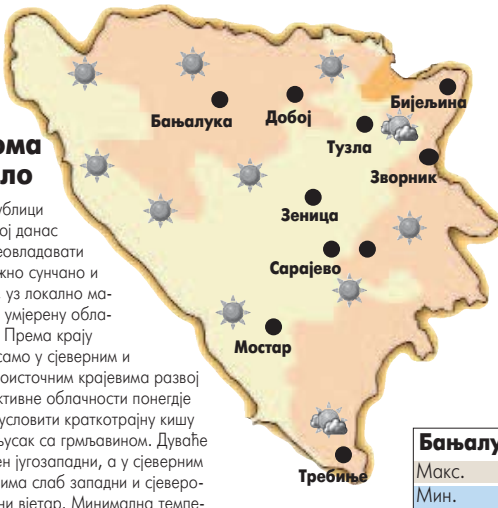 ома
ло
ублици
ој данас
еовладавати
жно сунчано и
уз локално ма-
умјерену обла-
Према крају
само у сјеверним и
оисточним крајевима развој
ктивне облачности понегдје
условити краткотрајну кишу
љусак са грмљавином. Дуваће
ен југозападни, а у сјеверним
има слаб западни и сјеверо-
ни вјетар. Минимална темпе-
Бањалука
Добој
Бијељина
Тузла
Зворник
Зеница
Сарајево
Мостар
Требиње
Бањалу
Макс.
Мин.